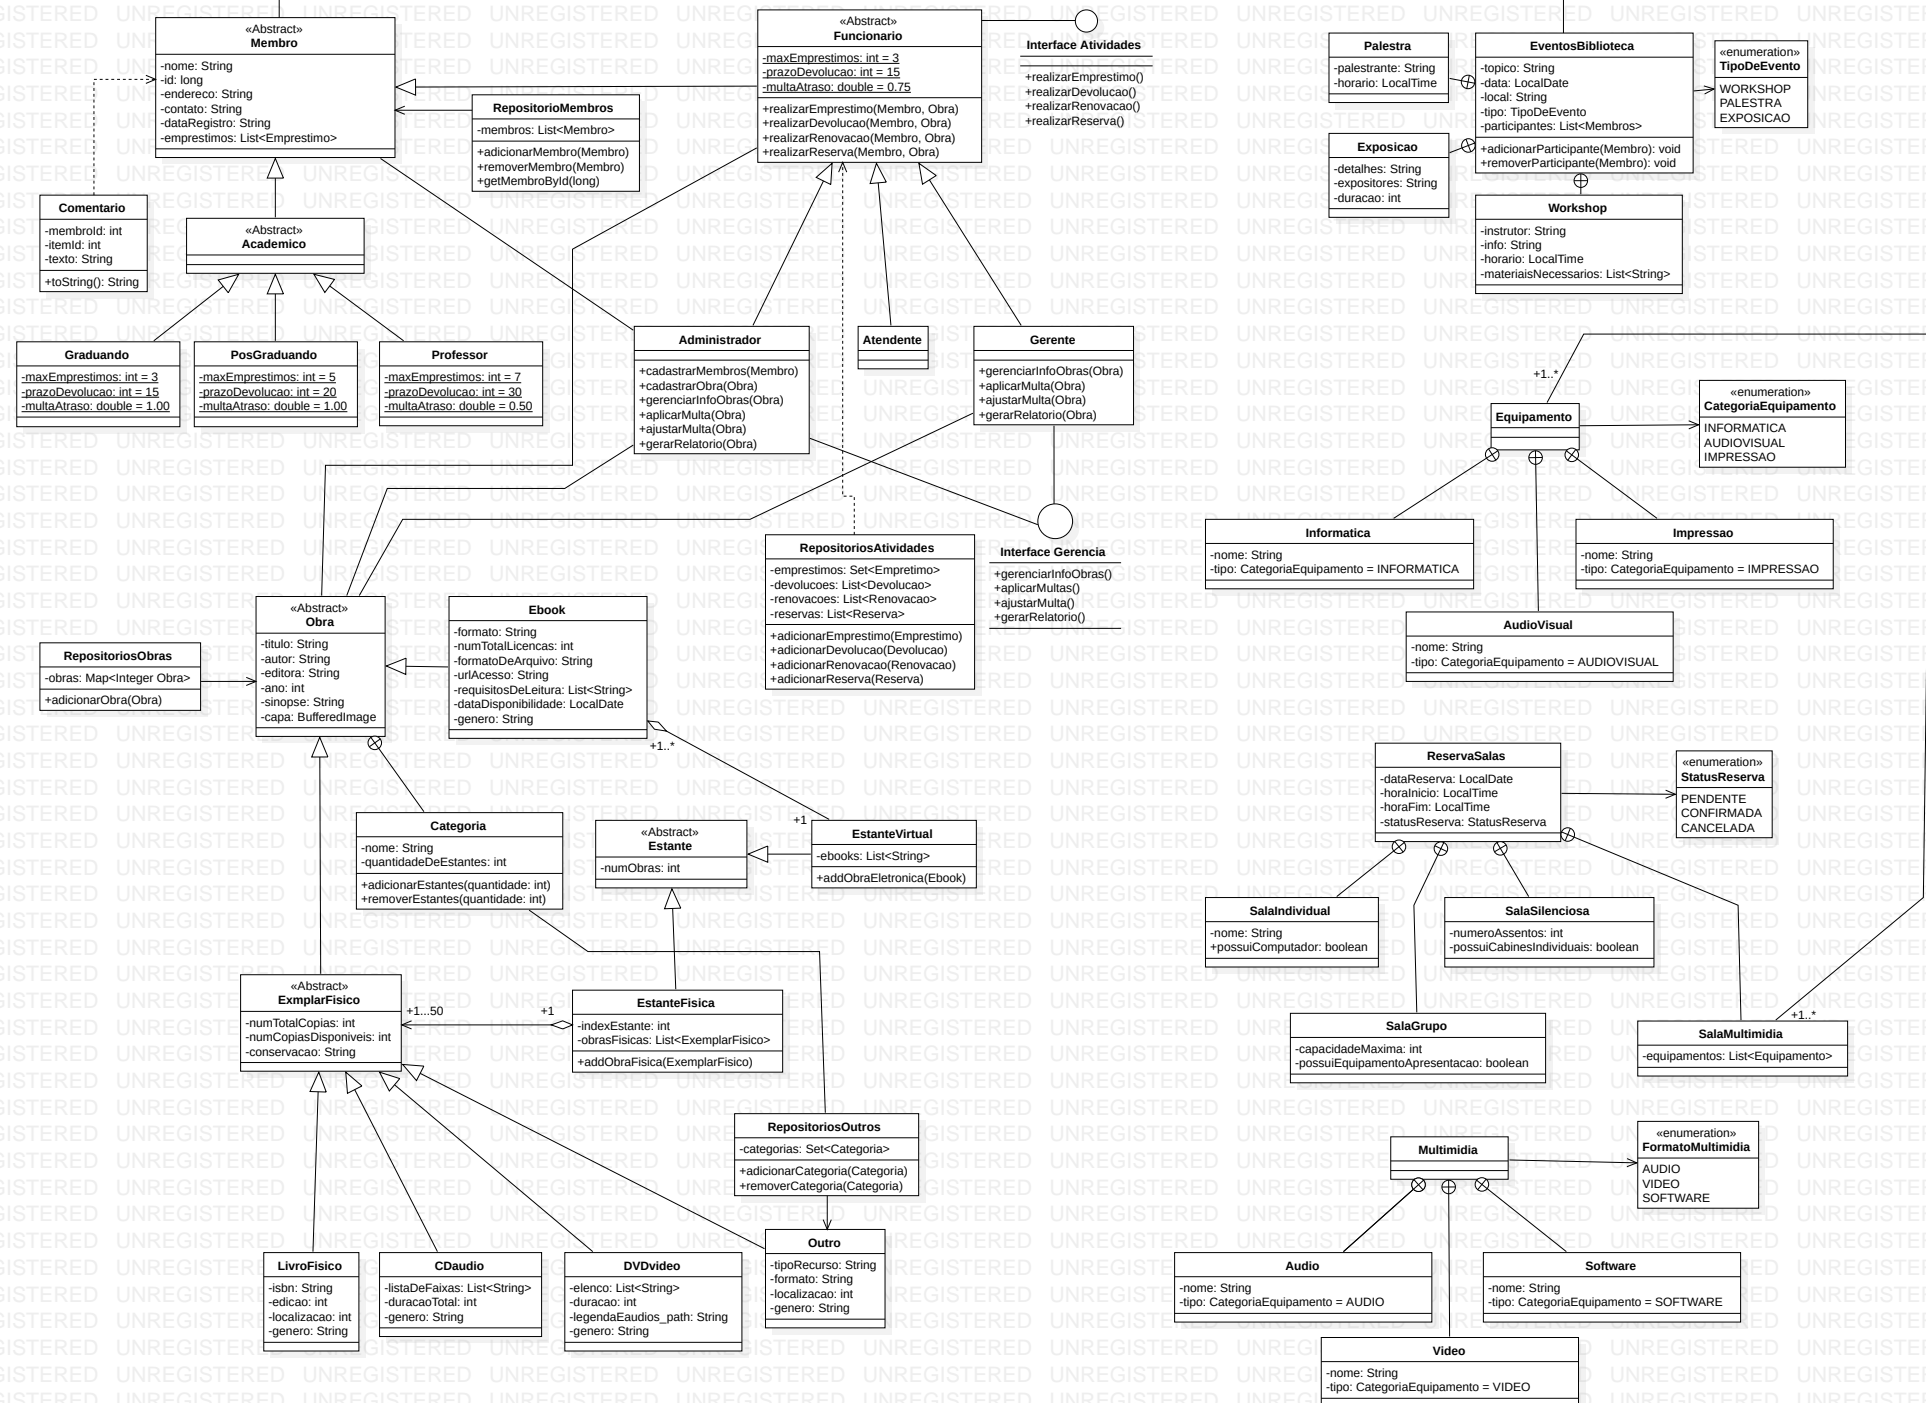 «Abstract»
Membro
-nome: String
-id: long
-endereco: String
-contato: String
-dataRegistro: String
-emprestimos: List<Emprestimo>
«Abstract»
Funcionario
-maxEmprestimos: int = 3
-prazoDevolucao: int = 15
-multaAtraso: double = 0.75
+realizarEmprestimo(Membro, Obra)
+realizarDevolucao(Membro, Obra)
+realizarRenovacao(Membro, Obra)
+realizarReserva(Membro, Obra)
Interface Atividades
+realizarEmprestimo()
+realizarDevolucao()
+realizarRenovacao()
+realizarReserva()
RepositorioMembros
-membros: List<Membro>
+adicionarMembro(Membro)
+removerMembro(Membro)
+getMembroById(long)
Comentario
-membroId: int
-itemId: int
-texto: String
+toString(): String
«Abstract»
Academico
Graduando
-maxEmprestimos: int = 3
-prazoDevolucao: int = 15
-multaAtraso: double = 1.00
PosGraduando
-maxEmprestimos: int = 5
-prazoDevolucao: int = 20
-multaAtraso: double = 1.00
Professor
-maxEmprestimos: int = 7
-prazoDevolucao: int = 30
-multaAtraso: double = 0.50
Administrador
+cadastrarMembros(Membro)
+cadastrarObra(Obra)
+gerenciarInfoObras(Obra)
+aplicarMulta(Obra)
+ajustarMulta(Obra)
+gerarRelatorio(Obra)
Atendente
Gerente
+gerenciarInfoObras(Obra)
+aplicarMulta(Obra)
+ajustarMulta(Obra)
+gerarRelatorio(Obra)
Interface Gerencia
+gerenciarInfoObras()
+aplicarMultas()
+ajustarMulta()
+gerarRelatorio()
RepositoriosAtividades
-emprestimos: Set<Empretimo>
-devolucoes: List<Devolucao>
-renovacoes: List<Renovacao>
-reservas: List<Reserva>
+adicionarEmprestimo(Emprestimo)
+adicionarDevolucao(Devolucao)
+adicionarRenovacao(Renovacao)
+adicionarReserva(Reserva)
RepositoriosObras
-obras: Map<Integer Obra>
+adicionarObra(Obra)
«Abstract»
Obra
-titulo: String
-autor: String
-editora: String
-ano: int
-sinopse: String
-capa: BufferedImage
Ebook
-formato: String
-numTotalLicencas: int
-formatoDeArquivo: String
-urlAcesso: String
-requisitosDeLeitura: List<String>
-dataDisponibilidade: LocalDate
-genero: String
+1..*
+1
Categoria
-nome: String
-quantidadeDeEstantes: int
+adicionarEstantes(quantidade: int)
+removerEstantes(quantidade: int)
«Abstract»
Estante
-numObras: int
EstanteVirtual
-ebooks: List<String>
+addObraEletronica(Ebook)
«Abstract»
ExmplarFisico
-numTotalCopias: int
-numCopiasDisponiveis: int
-conservacao: String
+1...50
+1
EstanteFisica
-indexEstante: int
-obrasFisicas: List<ExemplarFisico>
+addObraFisica(ExemplarFisico)
RepositoriosOutros
-categorias: Set<Categoria>
+adicionarCategoria(Categoria)
+removerCategoria(Categoria)
LivroFisico
-isbn: String
-edicao: int
-localizacao: int
-genero: String
CDaudio
-listaDeFaixas: List<String>
-duracaoTotal: int
-genero: String
DVDvideo
-elenco: List<String>
-duracao: int
-legendaEaudios_path: String
-genero: String
Outro
-tipoRecurso: String
-formato: String
-localizacao: int
-genero: String
Palestra
-palestrante: String
-horario: LocalTime
EventosBiblioteca
-topico: String
-data: LocalDate
-local: String
-tipo: TipoDeEvento
-participantes: List<Membros>
+adicionarParticipante(Membro): void
+removerParticipante(Membro): void
«enumeration»
TipoDeEvento
WORKSHOP
PALESTRA
EXPOSICAO
Exposicao
-detalhes: String
-expositores: String
-duracao: int
Workshop
-instrutor: String
-info: String
-horario: LocalTime
-materiaisNecessarios: List<String>
+1..*
Equipamento
«enumeration»
CategoriaEquipamento
INFORMATICA
AUDIOVISUAL
IMPRESSAO
Informatica
-nome: String
-tipo: CategoriaEquipamento = INFORMATICA
Impressao
-nome: String
-tipo: CategoriaEquipamento = IMPRESSAO
AudioVisual
-nome: String
-tipo: CategoriaEquipamento = AUDIOVISUAL
ReservaSalas
-dataReserva: LocalDate
-horaInicio: LocalTime
-horaFim: LocalTime
-statusReserva: StatusReserva
«enumeration»
StatusReserva
PENDENTE
CONFIRMADA
CANCELADA
SalaIndividual
-nome: String
+possuiComputador: boolean
SalaSilenciosa
-numeroAssentos: int
-possuiCabinesIndividuais: boolean
SalaGrupo
-capacidadeMaxima: int
-possuiEquipamentoApresentacao: boolean
+1..*
SalaMultimidia
-equipamentos: List<Equipamento>
Multimidia
«enumeration»
FormatoMultimidia
AUDIO
VIDEO
SOFTWARE
Audio
-nome: String
-tipo: CategoriaEquipamento = AUDIO
Software
-nome: String
-tipo: CategoriaEquipamento = SOFTWARE
Video
-nome: String
-tipo: CategoriaEquipamento = VIDEO